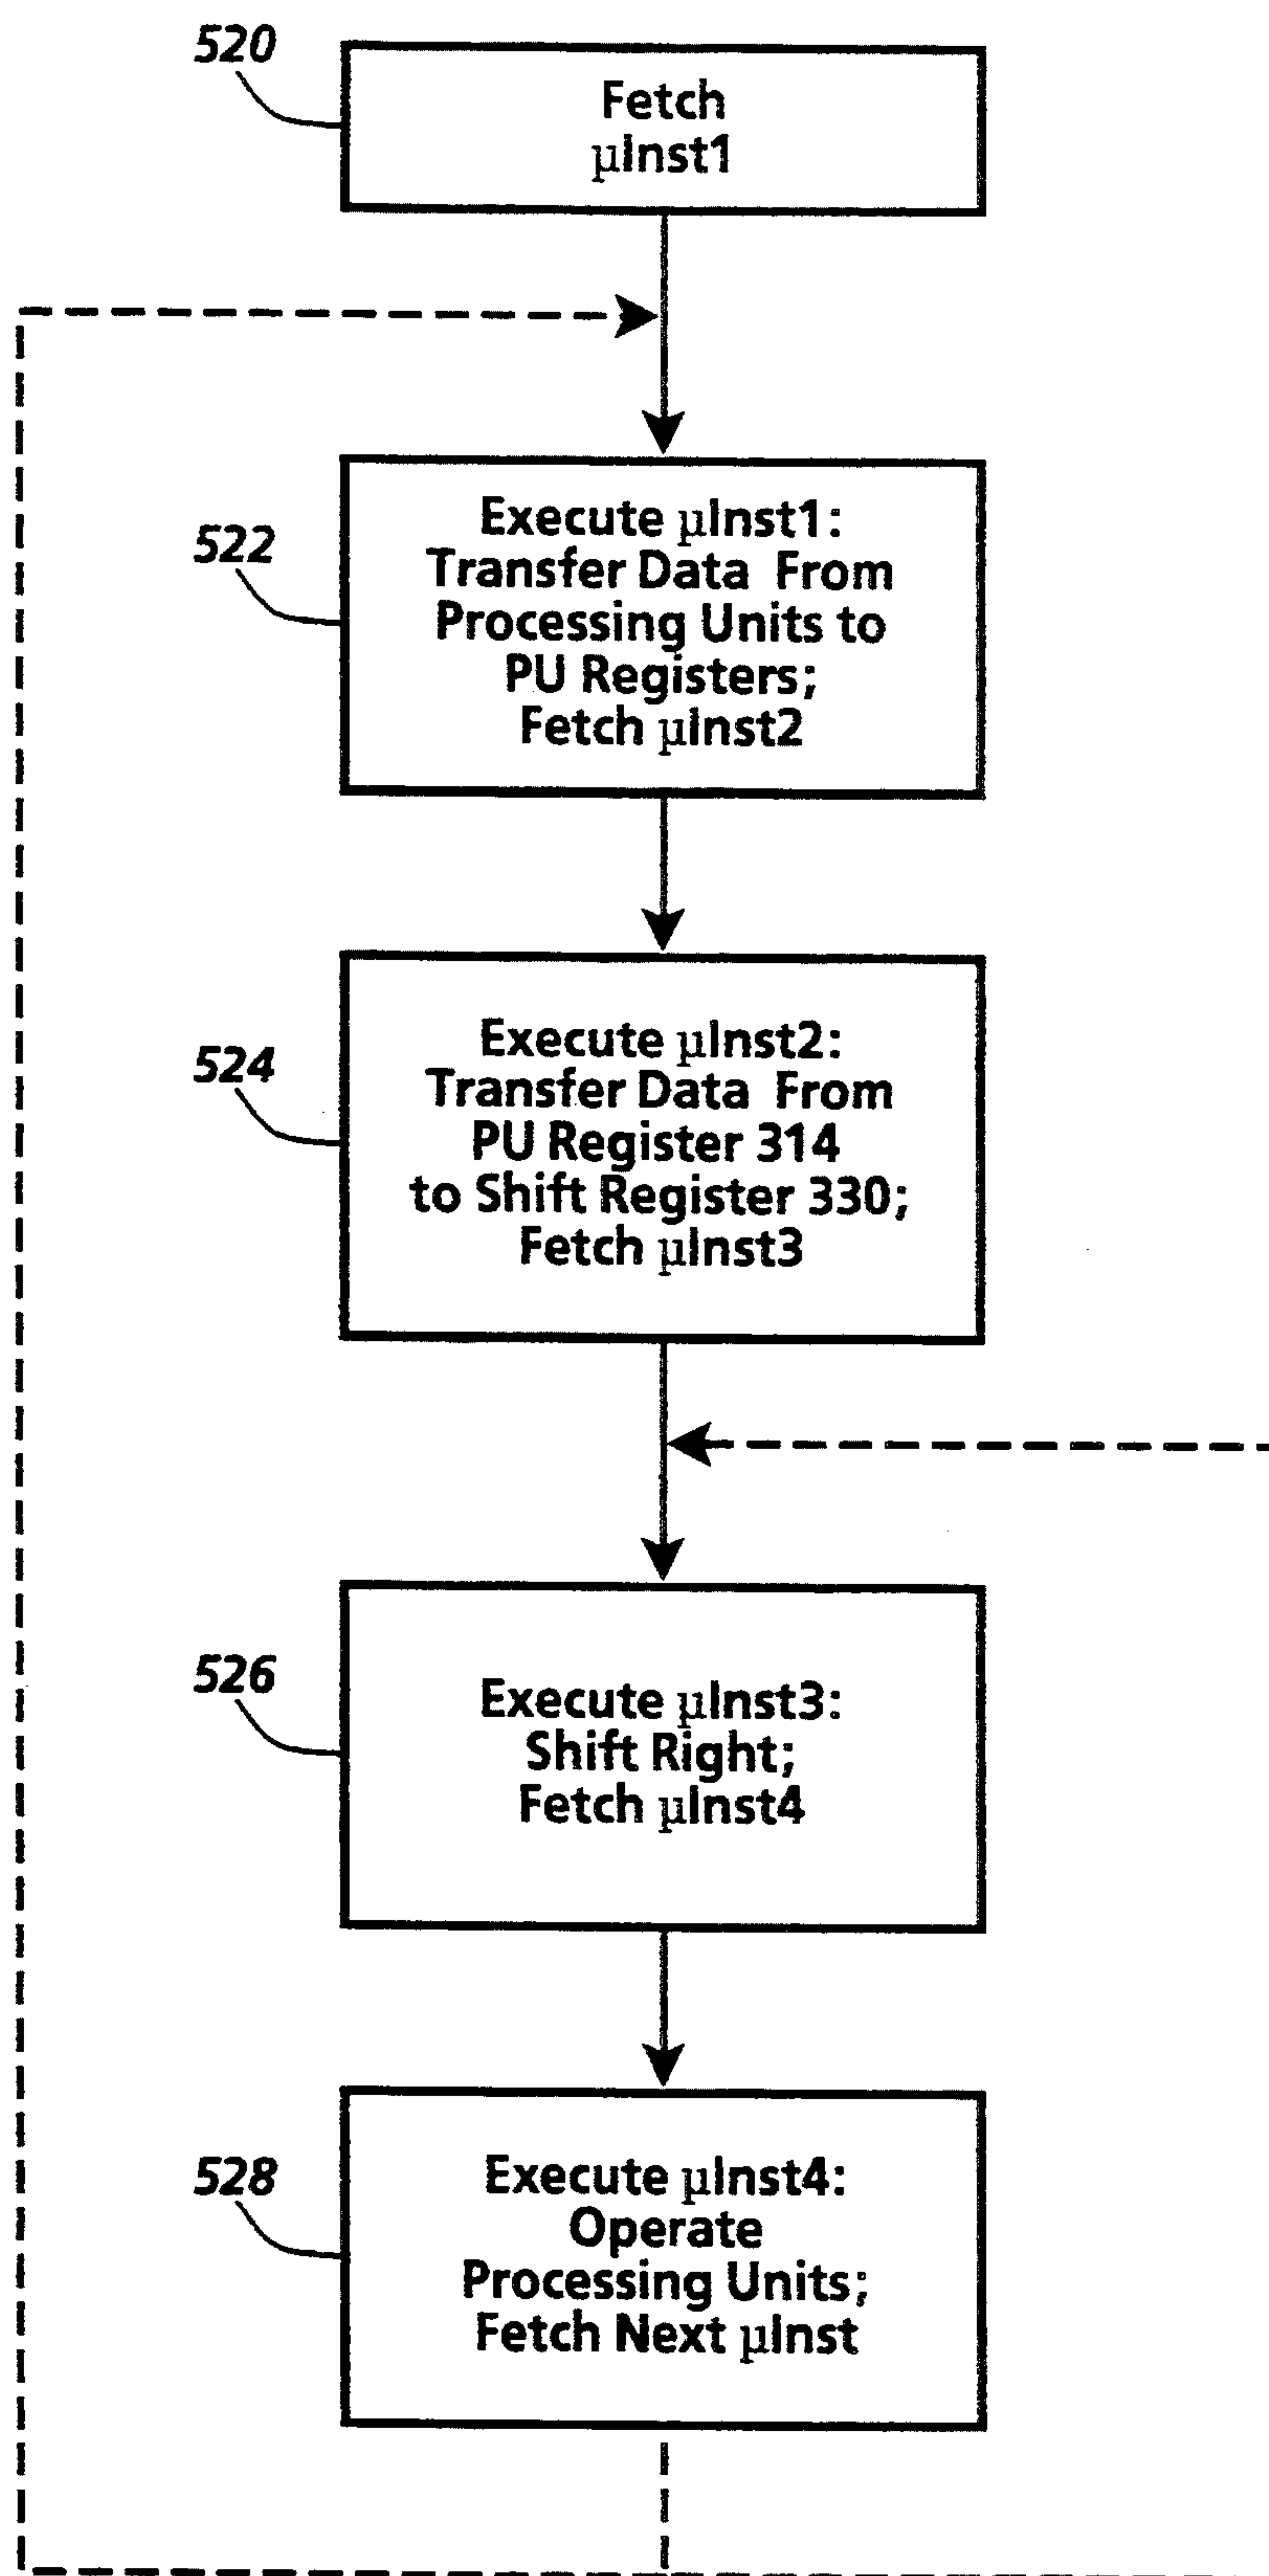 520
Fetch
µInst1
522
Execute µInst1:
Transfer Data From
Processing Units to
PU Registers;
Fetch µInst2
524
Execute µInst2:
Transfer Data From
PU Register 314
to Shift Register 330;
Fetch µInst3
526
Execute µInst3:
Shift Right;
Fetch µInst4
528
Execute µInst4:
Operate
Processing Units;
Fetch Next µInst